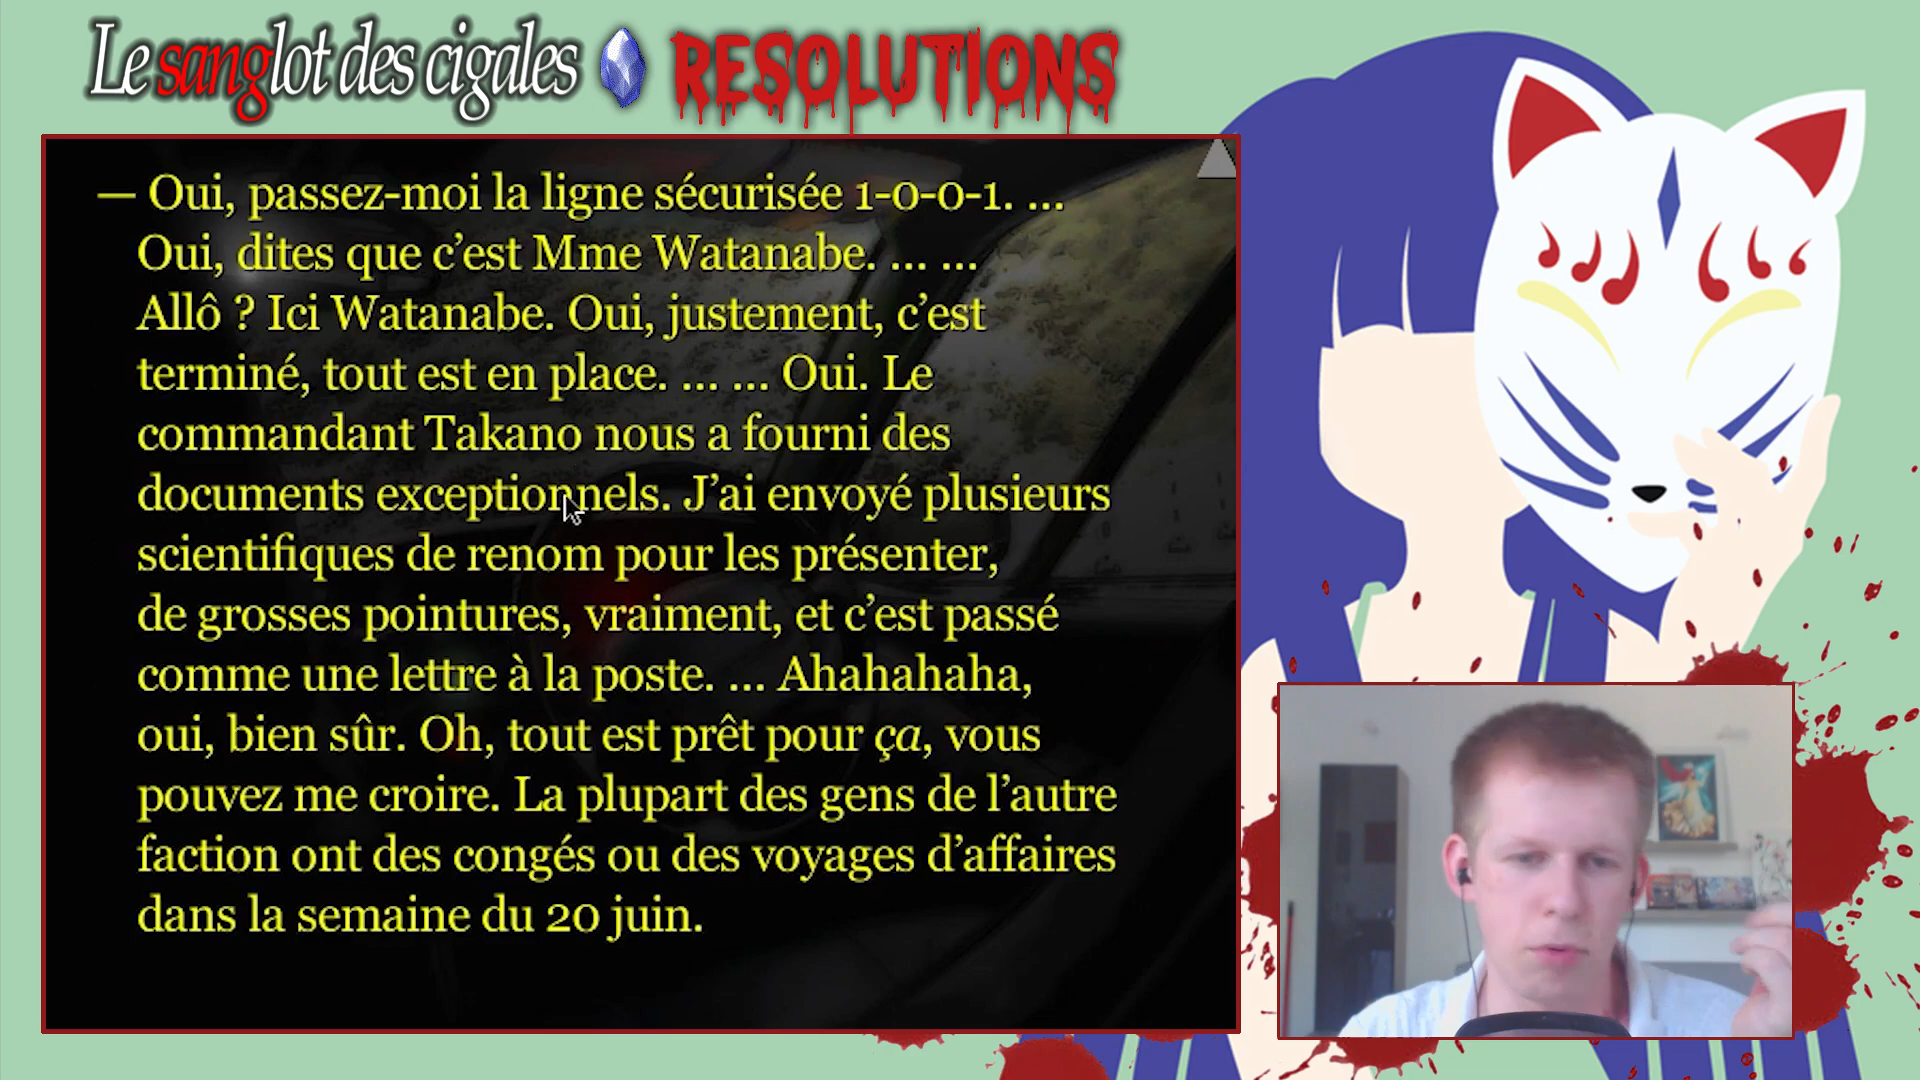 Le sanglot des cigales RESOLUTIONS
— Oui, passez-moi la ligne sécurisée 1-0-0-1. ...
Oui, dites que c’est Mme Watanabe. ... ...
Allô ? Ici Watanabe. Oui, justement, c’est
terminé, tout est en place. ... ... Oui. Le
commandant Takano nous a fourni des
documents exceptionnels. J’ai envoyé plusieurs
scientifiques de renom pour les présenter,
de grosses pointures, vraiment, et c’est passé
comme une lettre à la poste. ... Ahahahaha,
oui, bien sûr. Oh, tout est prêt pour ça, vous
pouvez me croire. La plupart des gens de l’autre
faction ont des congés ou des voyages d’affaires
dans la semaine du 20 juin.